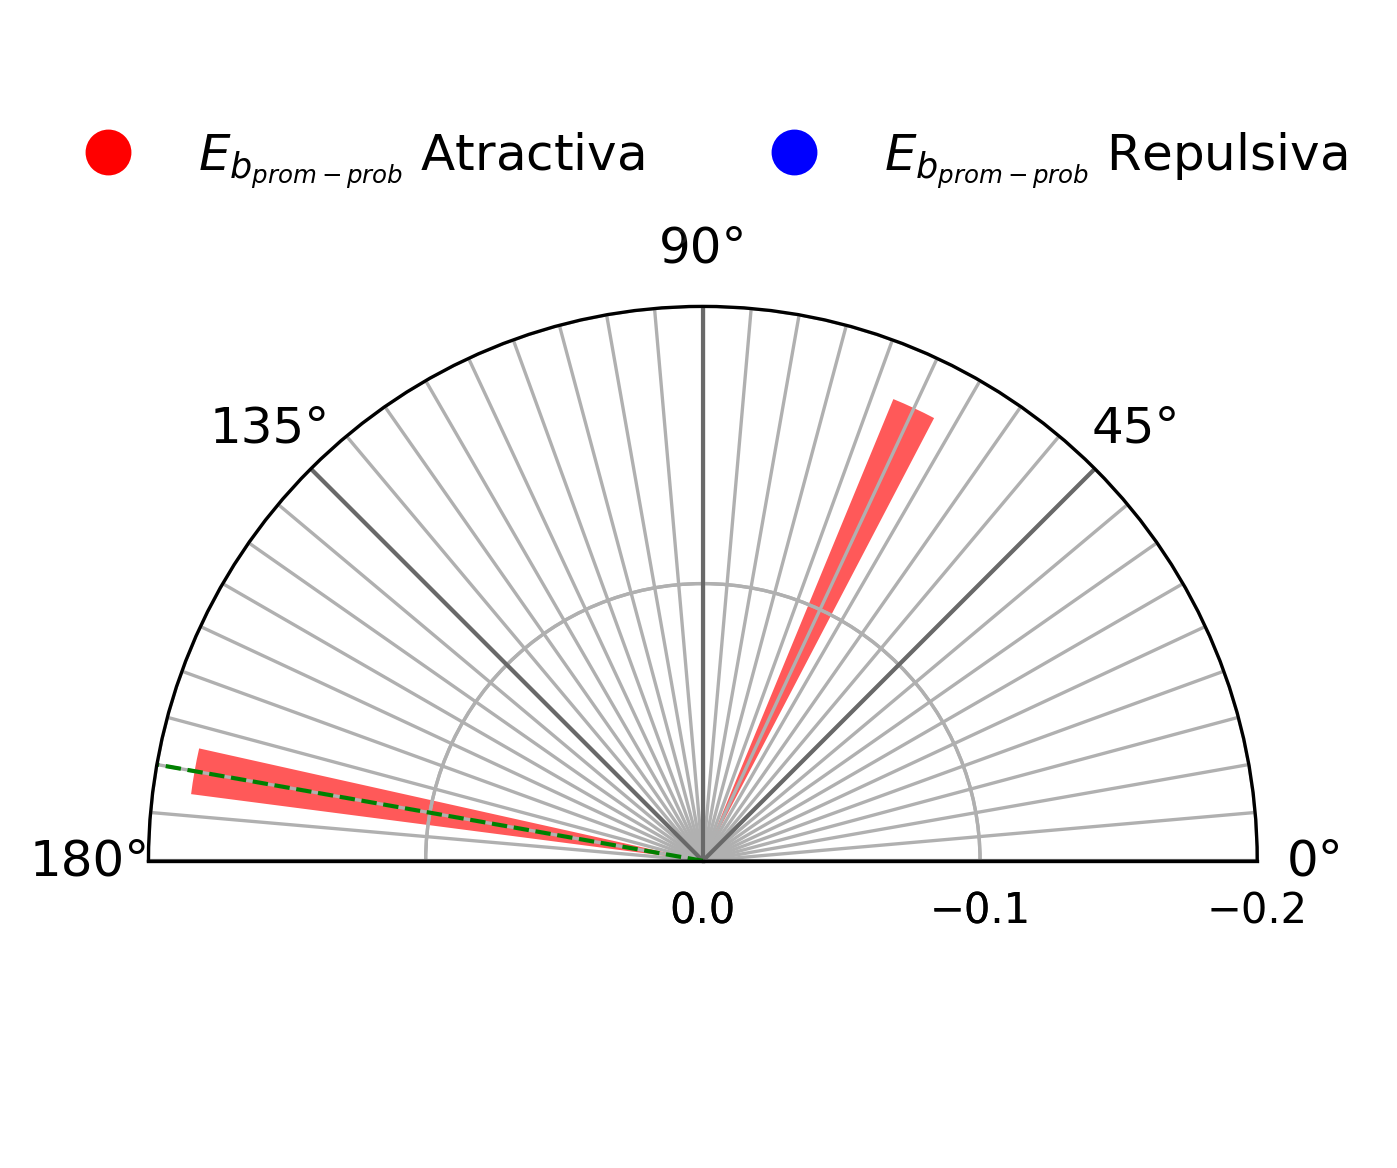 E_{b_{prom-prob}} Atractiva E_{b_{prom-prob}} Repulsiva
90°
135° 45°
180° 0°
0.0 −0.1 −0.2